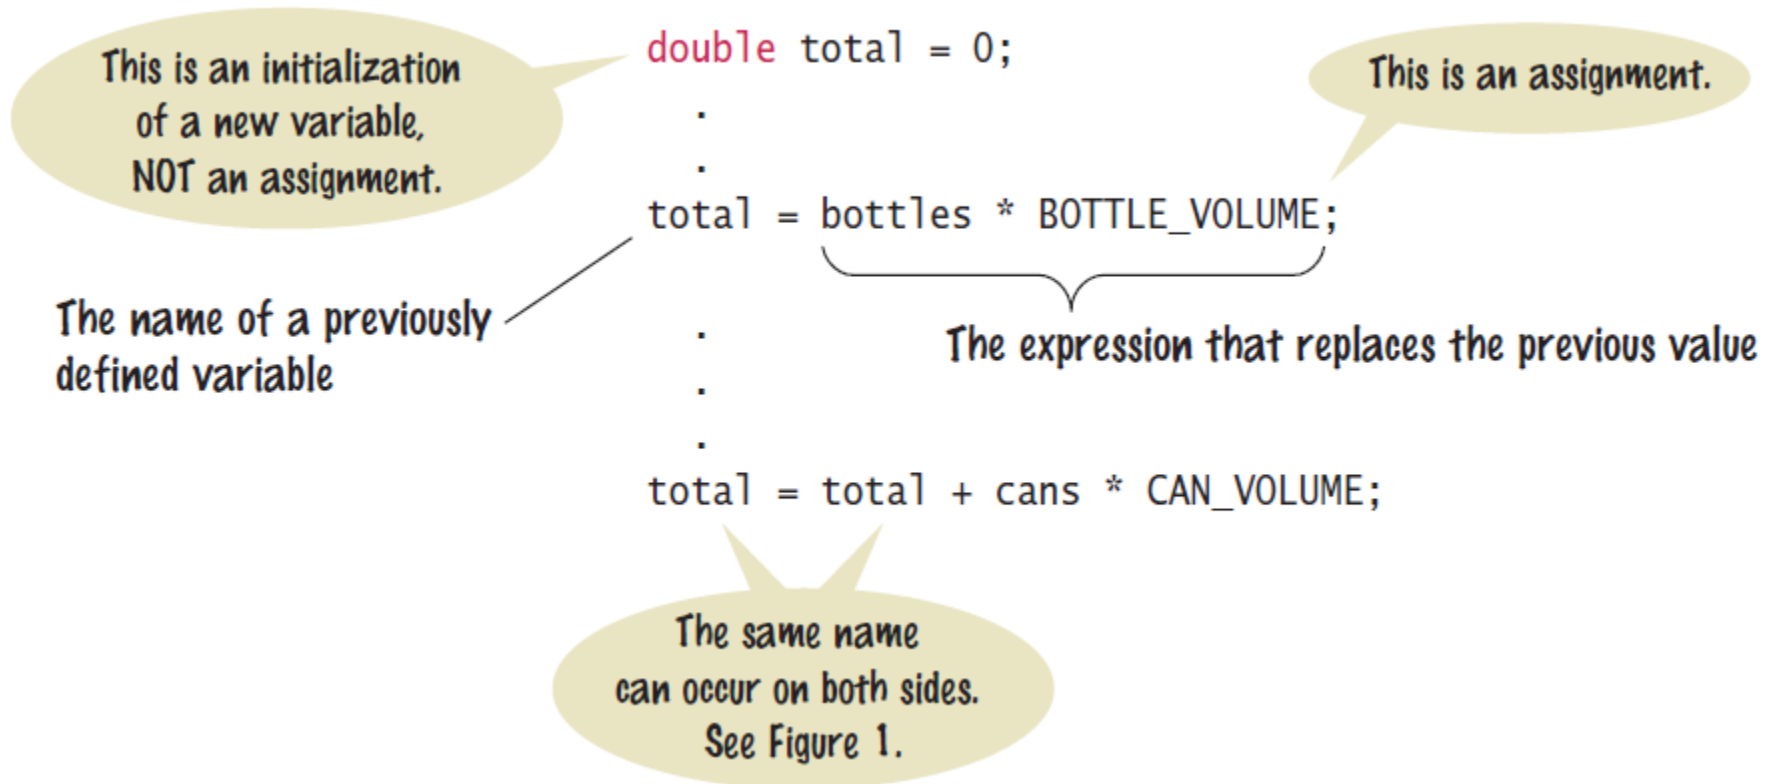 double total = 0;
This is an initialization
of a new variable,
NOT an assignment.
This is an assignment.
.
.
total = bottles * BOTTLE_VOLUME;
The name of a previously
defined variable
The expression that replaces the previous value
.
.
.
total = total + cans * CAN_VOLUME;
The same name
can occur on both sides.
See Figure 1.